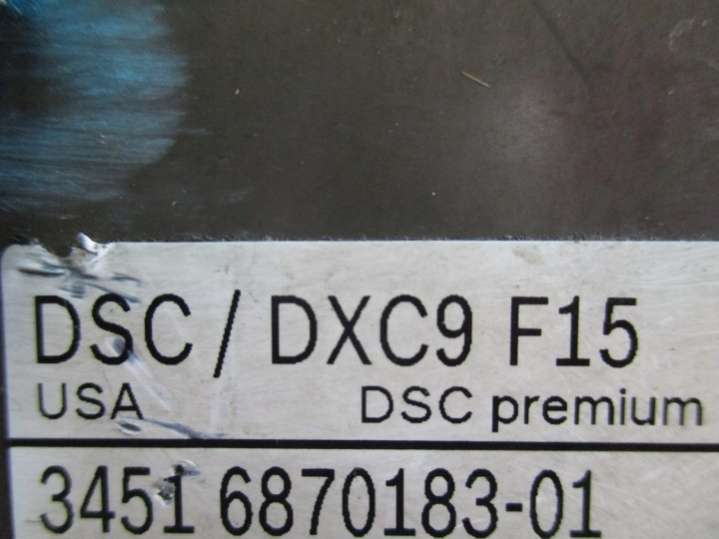 DSC / DXC9 F15
USA DSC premium
3451 6870183-01